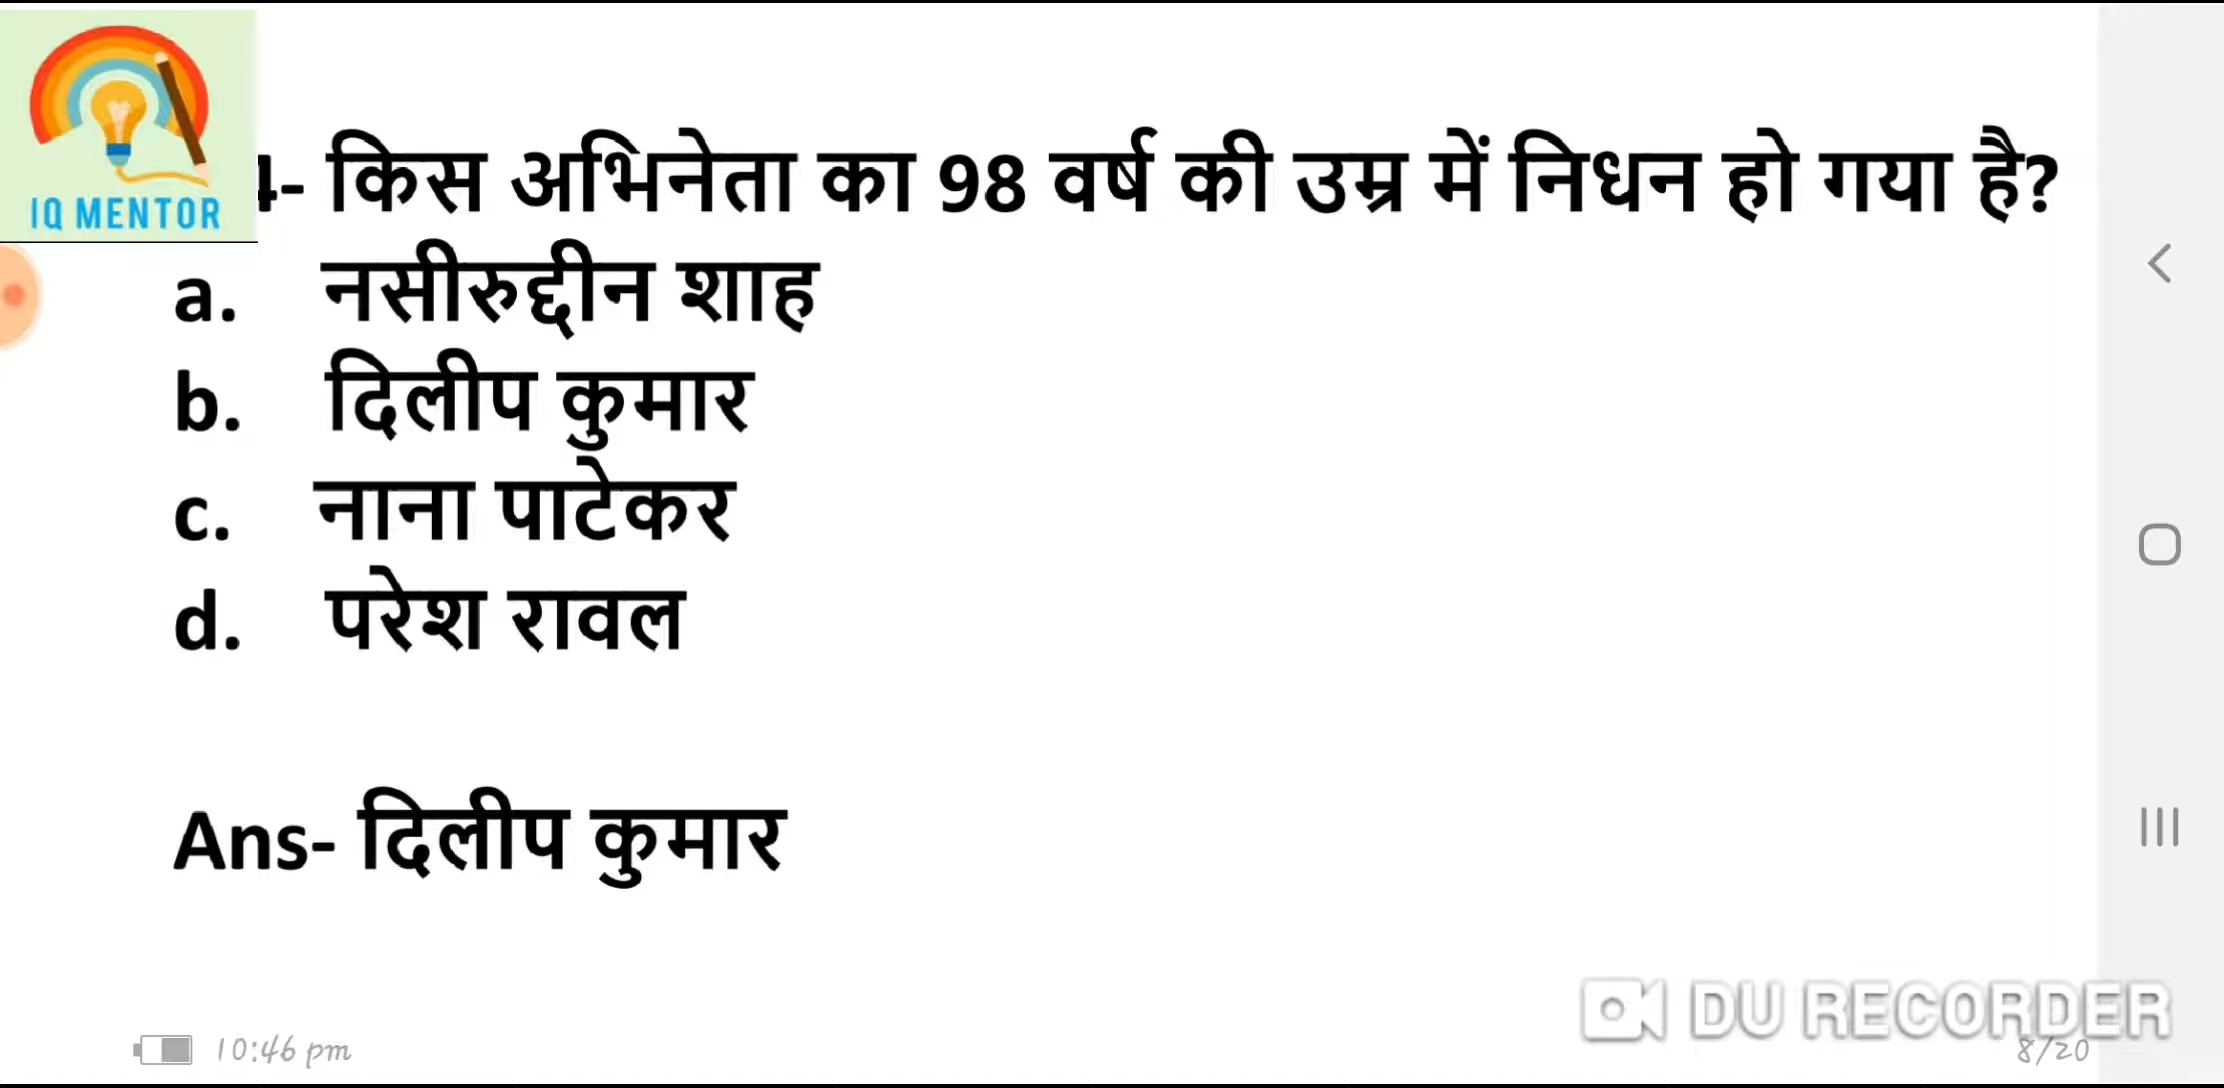 IQ MENTOR
4- किस अभिनेता का 98 वर्ष की उम्र में निधन हो गया है?
a. नसीरुद्दीन शाह
b. दिलीप कुमार
c. नाना पाटेकर
d. परेश रावल
Ans- दिलीप कुमार
DU RECORDER
10:46 pm
8/20